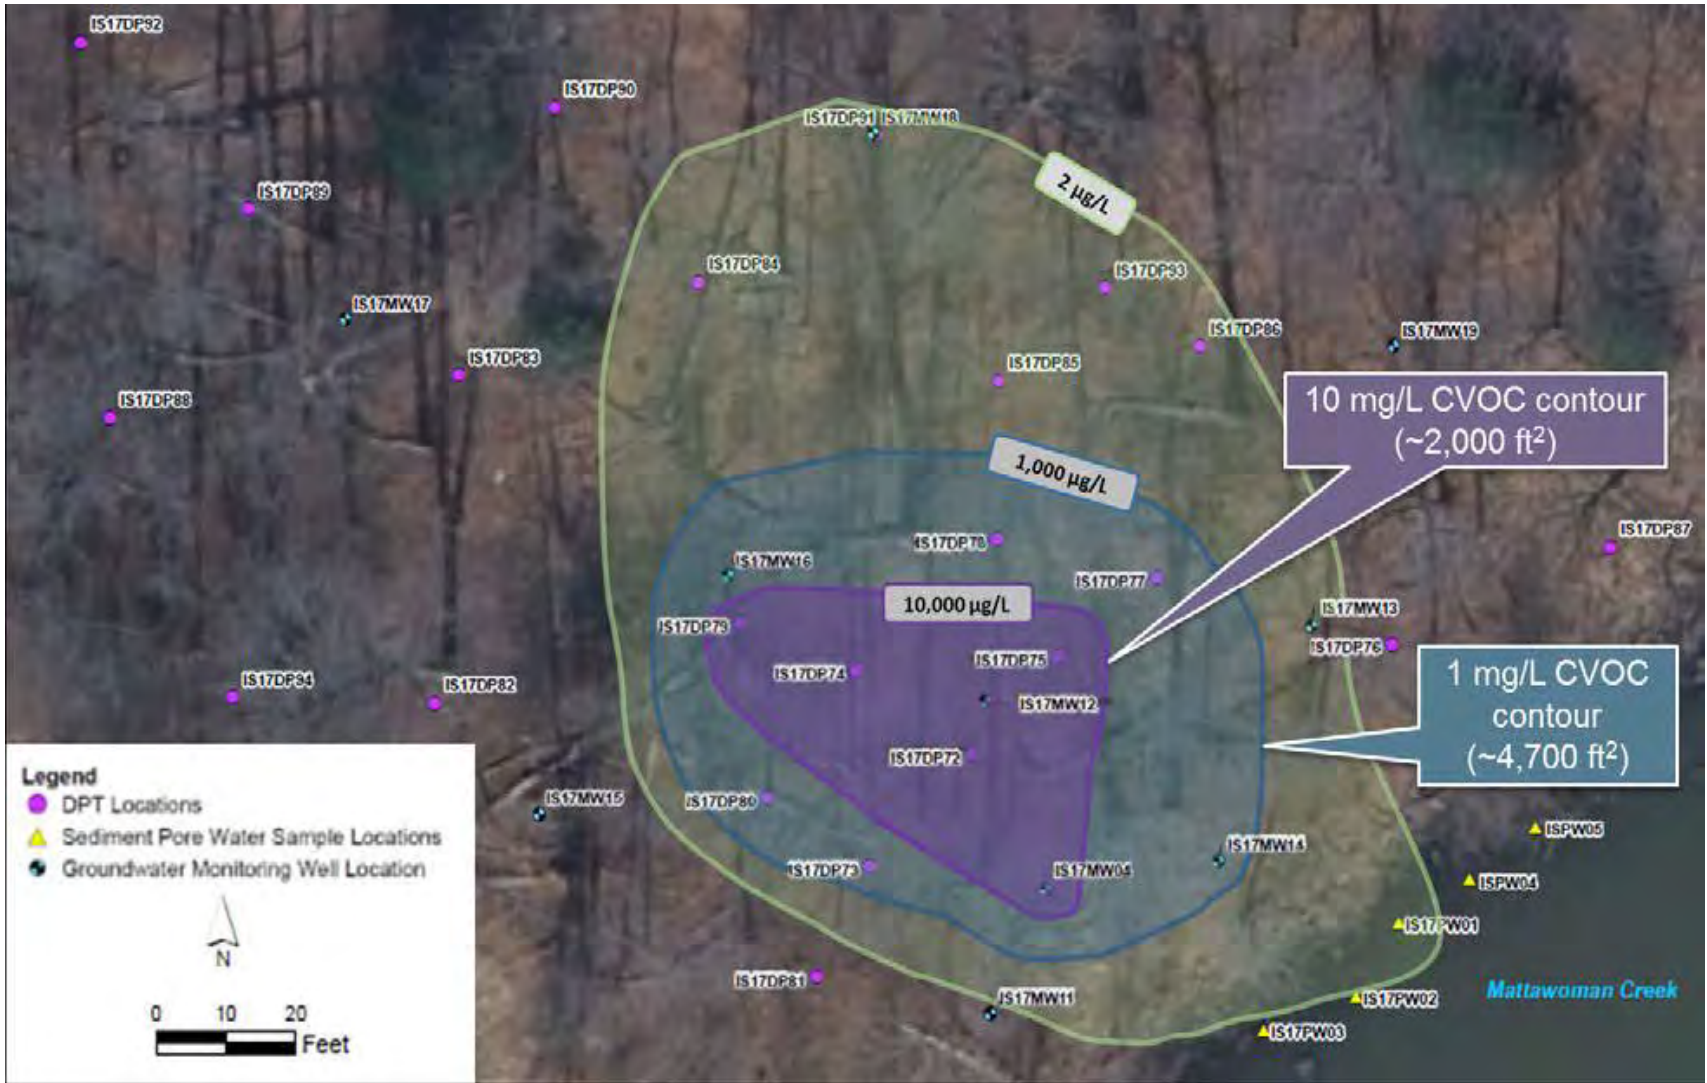 IS17DP92
IS17DP90
IS17DP91 IS17MW18
2 µg/L
IS17DP89
IS17DP84
IS17DP93
IS17MW17
IS17DP86
IS17MW19
IS17DP83
IS17DP85
IS17DP88
10 mg/L CVOC contour
(~2,000 ft²)
1,000 µg/L
IS17DP87
IS17DP78
IS17MW16
IS17DP77
10,000 µg/L
IS17MW13
IS17DP79
IS17DP76
IS17DP75
IS17DP74
IS17MW12
IS17DP94
IS17DP82
1 mg/L CVOC
contour
(~4,700 ft²)
IS17DP72
IS17MW15
IS17DP80
ISPW05
IS17MW14
IS17DP73
IS17MW04
ISPW04
IS17PW01
IS17DP81
IS17MW11
IS17PW02
IS17PW03
Mattawoman Creek
Legend
DPT Locations
Sediment Pore Water Sample Locations
Groundwater Monitoring Well Location
N
0 10 20
Feet